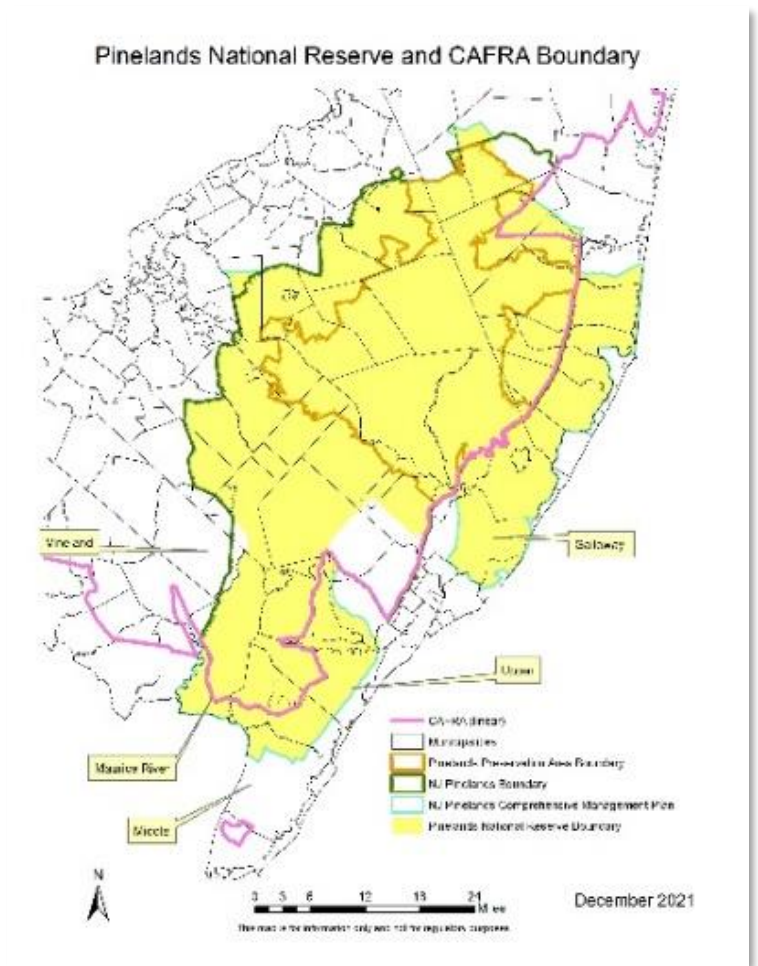 Pinelands National Reserve and CAFRA Boundary
Vineland
Galloway
Upper
Maurice River
Middle
CAFRA
Municipalities
Pinelands Preservation Area Boundary
NJ Pinelands Boundary
NJ Pinelands Comprehensive Management Plan
Pinelands National Reserve Boundary
N
0 3 6 12 18 24
Miles
December 2021
This map is for information only and not for regulatory purposes